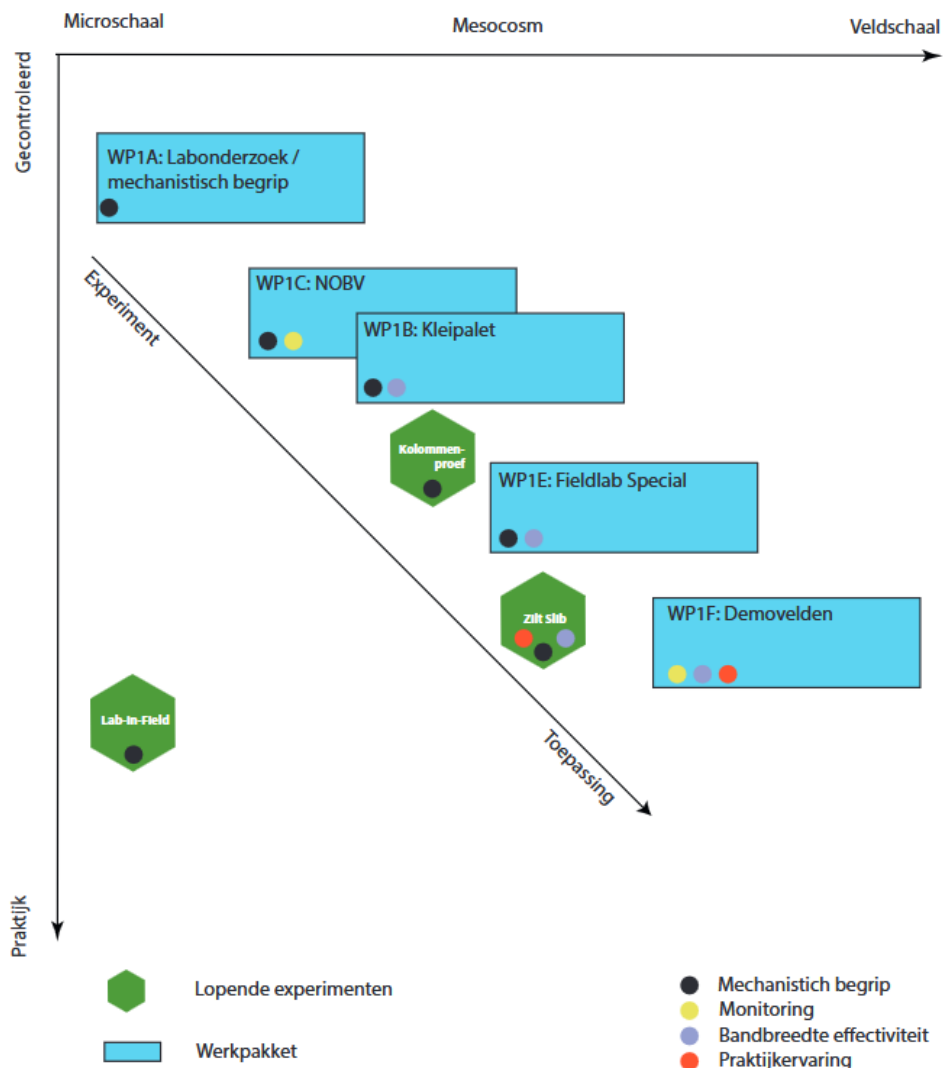 Microschaal
Mesocosm
Veldschaal
Gecontroleerd
WP1A: Labonderzoek /
mechanistisch begrip
Experiment
WP1C: NOBV
WP1B: Kleipalet
Kolommen-
proef
WP1E: Fieldlab Special
Zilt Slib
WP1F: Demovelden
Lab-In-Field
Toepassing
Praktijk
Lopende experimenten
Werkpakket
Mechanistich begrip
Monitoring
Bandbreedte effectiviteit
Praktijkervaring